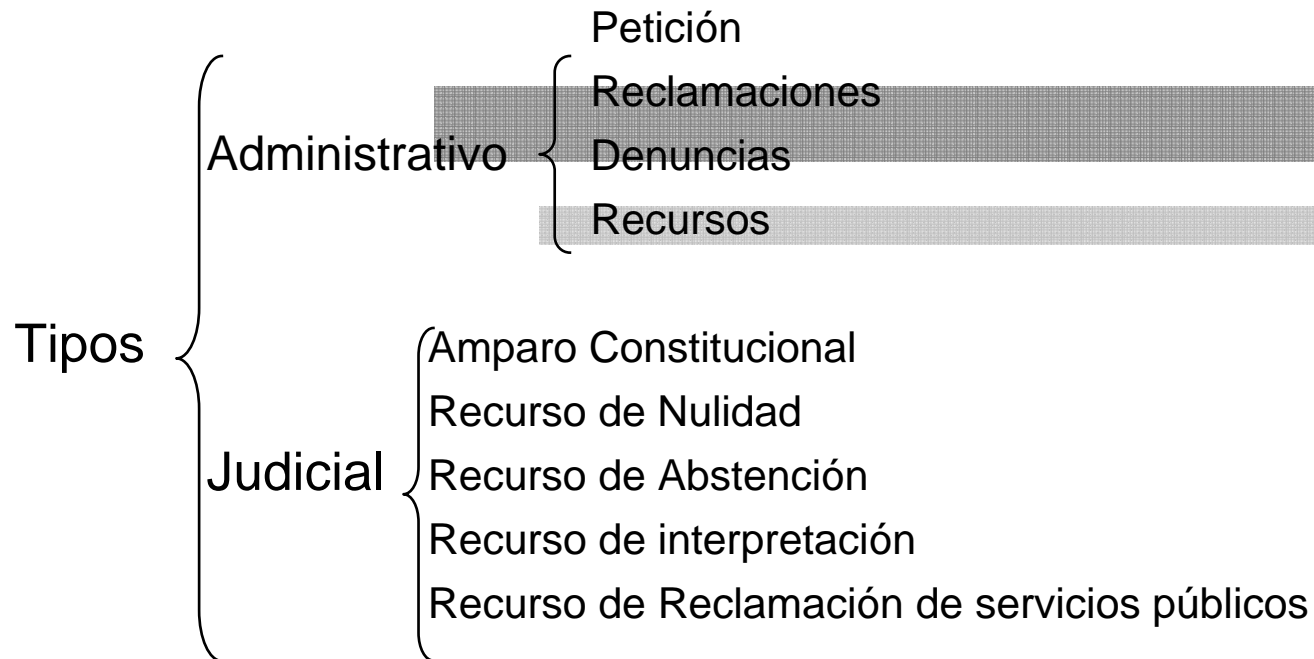 Tipos
Administrativo
Petición
Reclamaciones
Denuncias
Recursos
Judicial
Amparo Constitucional
Recurso de Nulidad
Recurso de Abstención
Recurso de interpretación
Recurso de Reclamación de servicios públicos